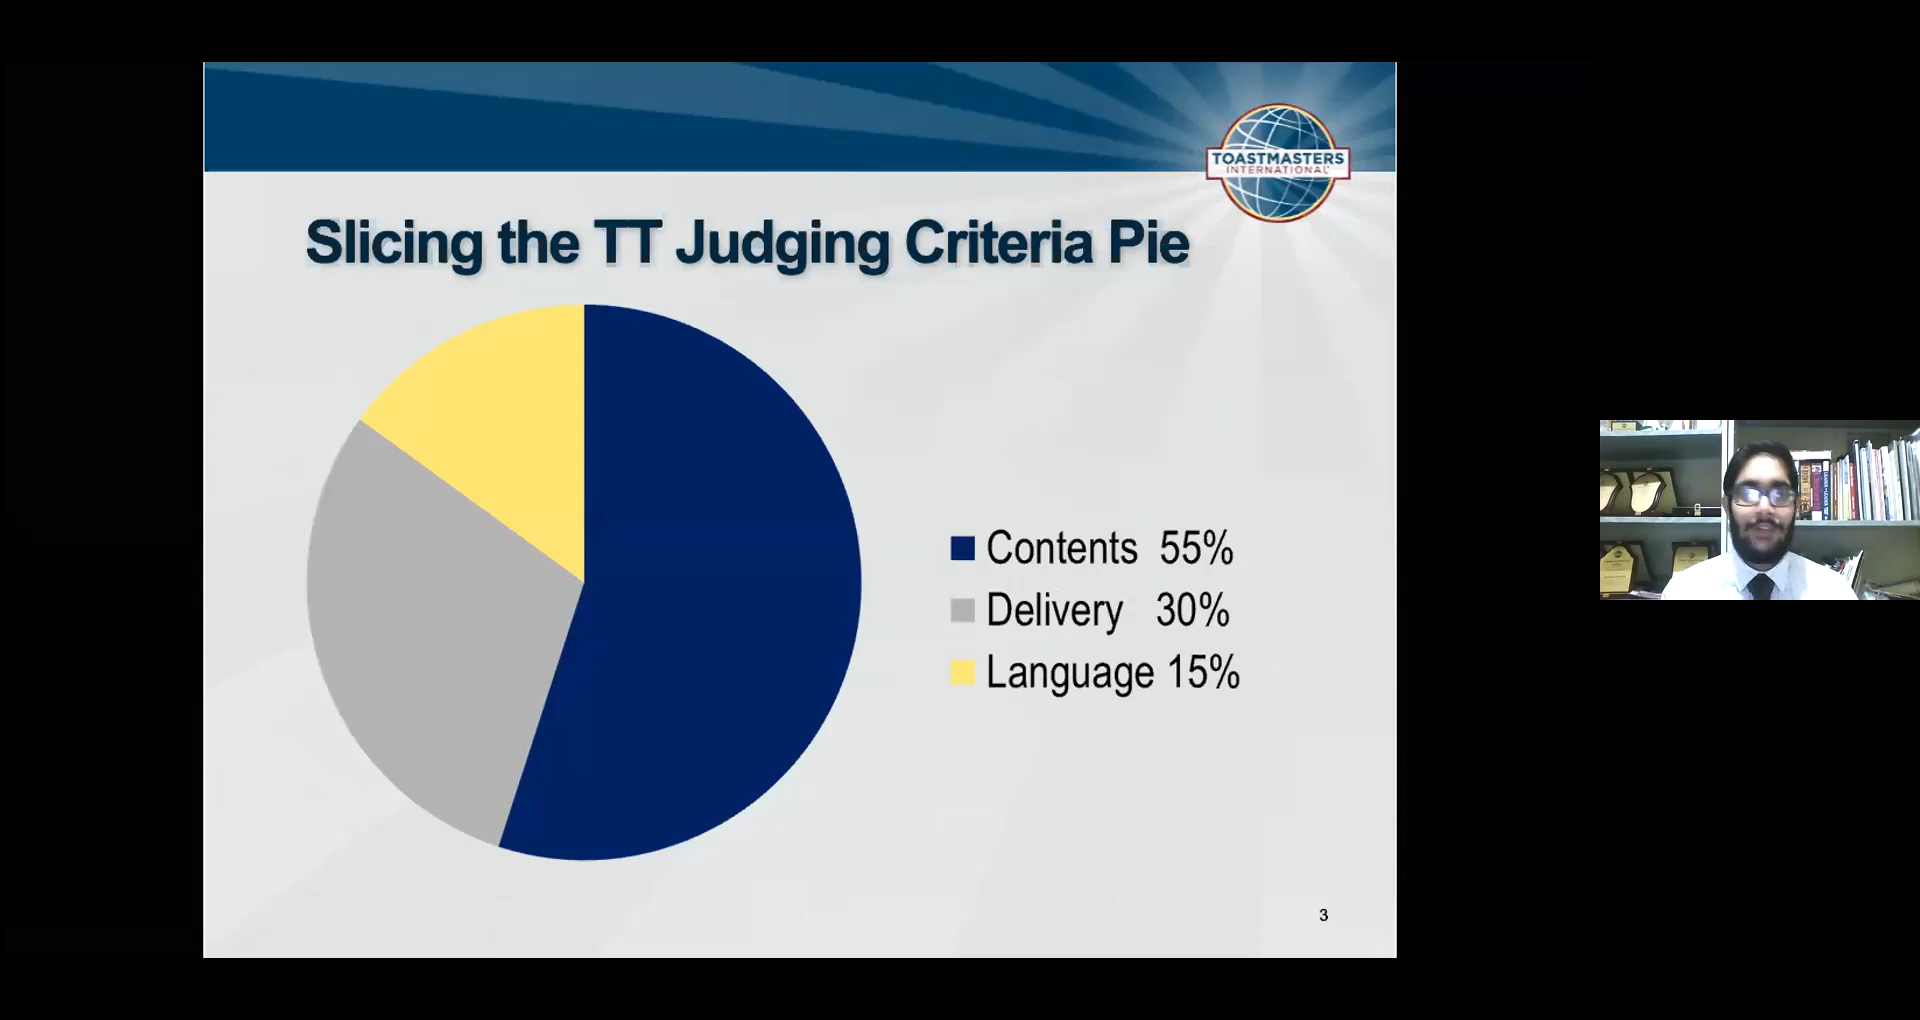 TOASTMASTERS
INTERNATIONAL
Slicing the TT Judging Criteria Pie
Contents 55%
Delivery 30%
Language 15%
3